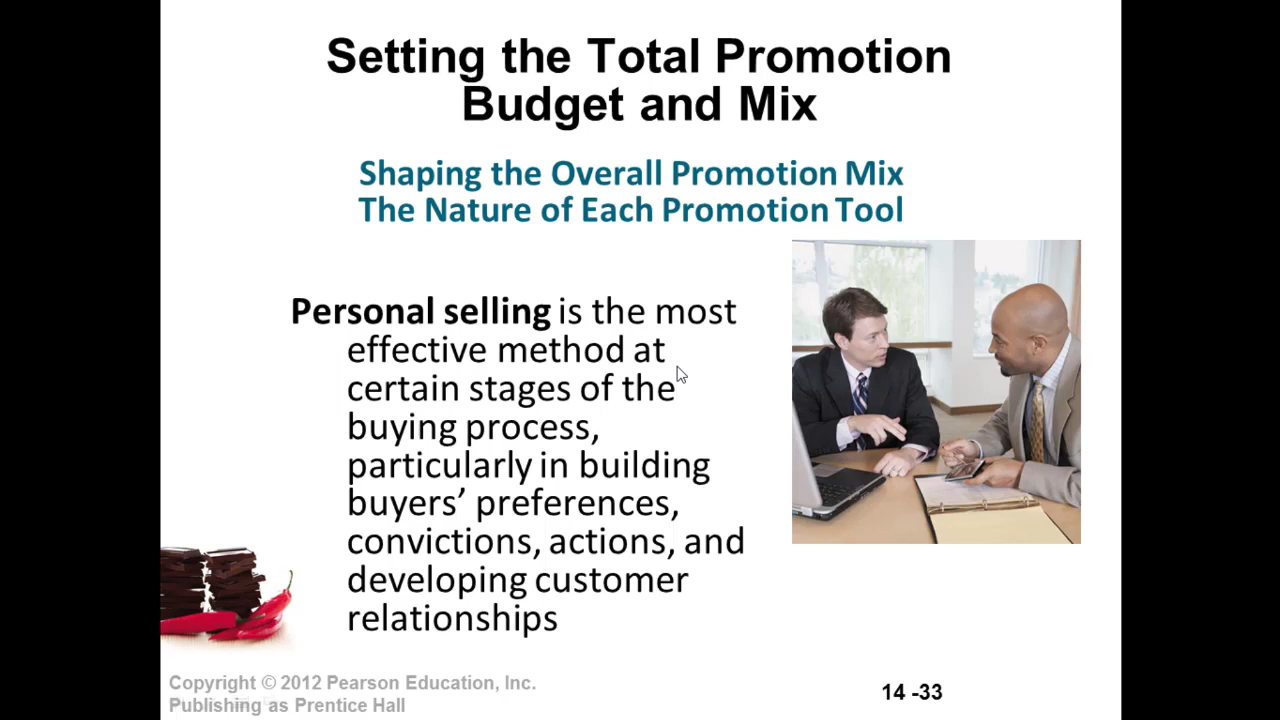 Setting the Total Promotion
Budget and Mix
Shaping the Overall Promotion Mix
The Nature of Each Promotion Tool
Personal selling is the most
effective method at
certain stages of the
buying process,
particularly in building
buyers’ preferences,
convictions, actions, and
developing customer
relationships
Copyright © 2012 Pearson Education, Inc.
Publishing as Prentice Hall
14 -33